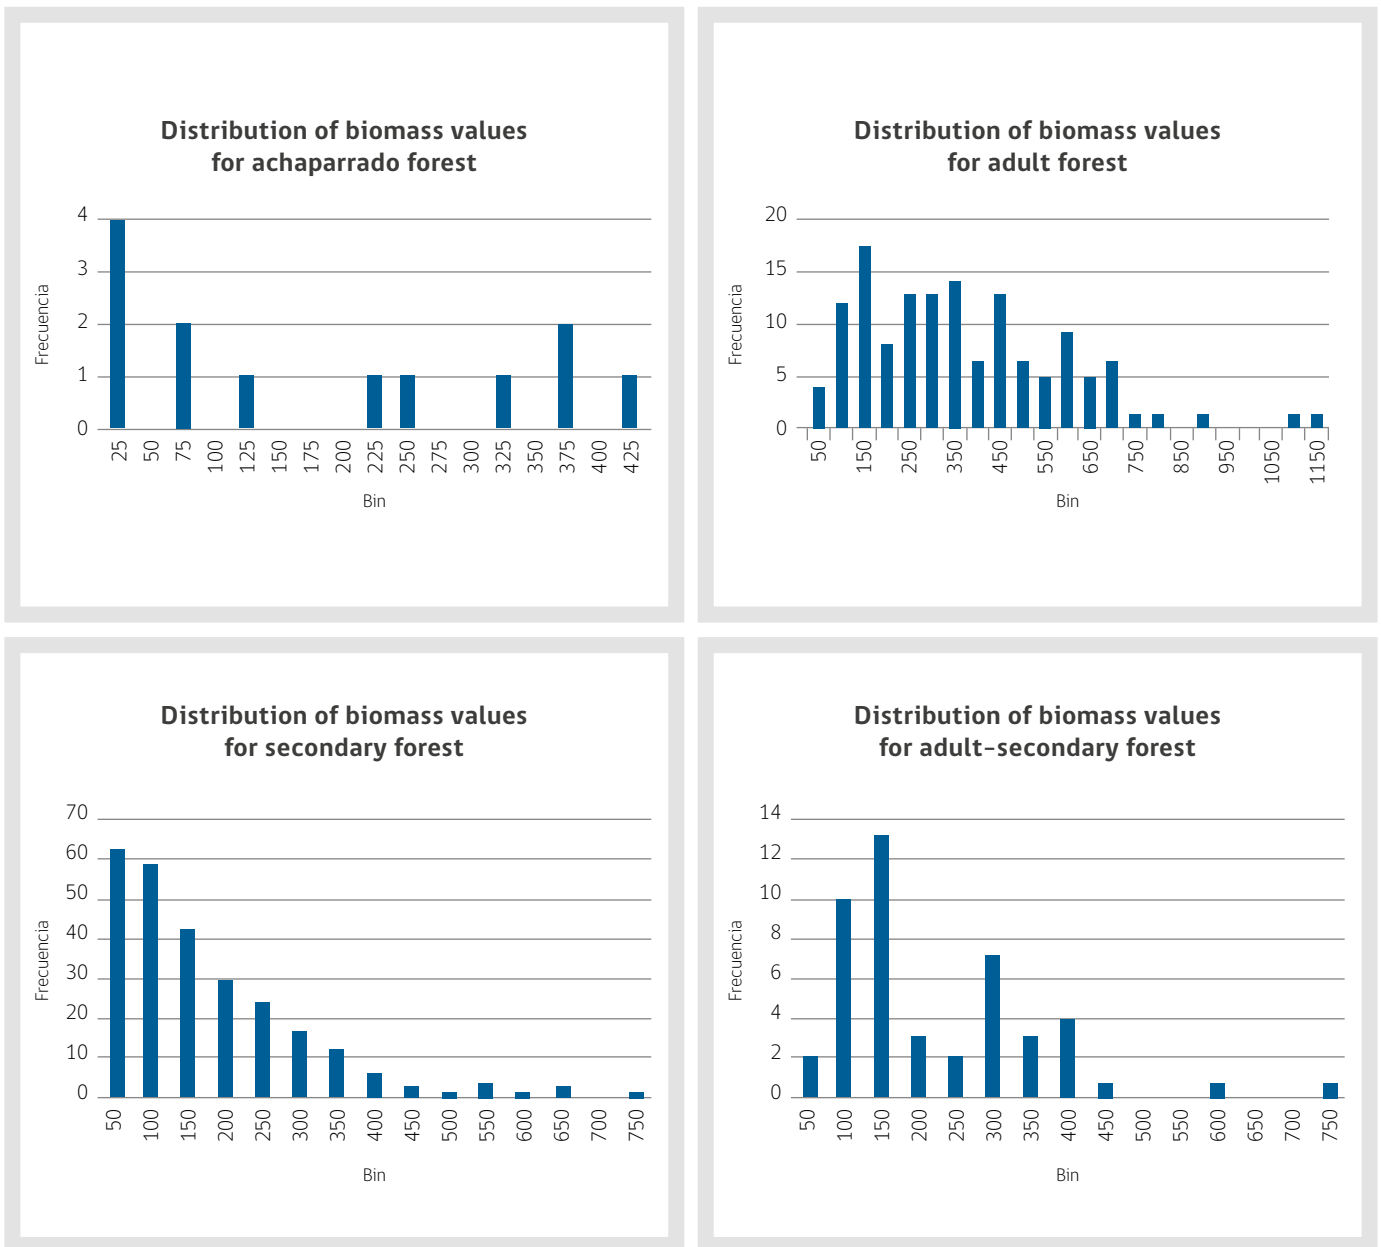 Distribution of biomass values
for achaparrado forest
4
3
2
1
0
Frecuencia
25 50 75 100 125 150 175 200 225 250 275 300 325 350 375 400 425
Bin
Distribution of biomass values
for adult forest
20
15
10
5
0
Frecuencia
50 150 250 350 450 550 650 750 850 950 1050 1150
Bin
Distribution of biomass values
for secondary forest
70
60
50
40
30
20
10
0
Frecuencia
50 100 150 200 250 300 350 400 450 500 550 600 650 700 750
Bin
Distribution of biomass values
for adult-secondary forest
14
12
10
8
6
4
2
0
Frecuencia
50 100 150 200 250 300 350 400 450 500 550 600 650 700 750
Bin